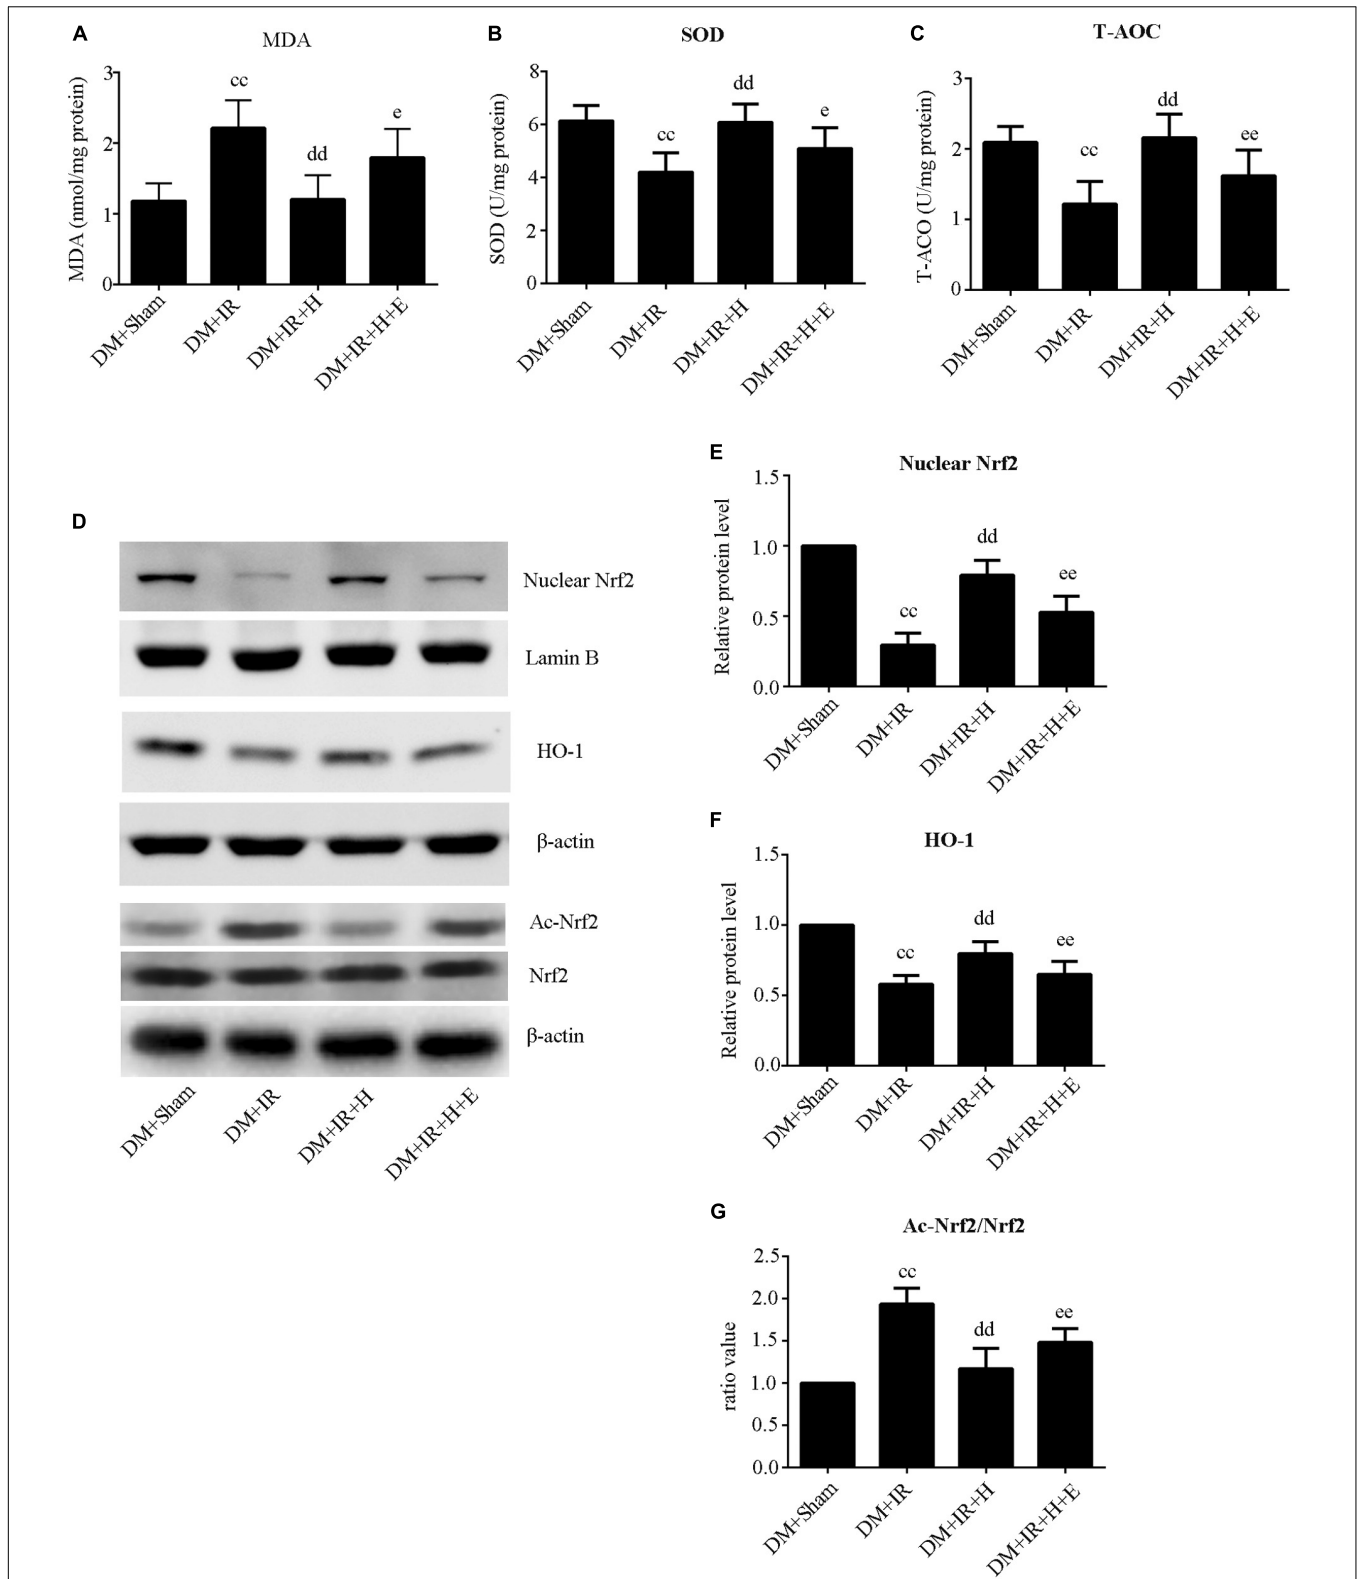 A
MDA
MDA (nmol/mg protein)
3
2
1
0
cc
dd
e
DM+Sham
DM+IR
DM+IR+H
DM+IR+H+E
B
SOD
SOD (U/mg protein)
8
6
4
2
0
cc
dd
e
DM+Sham
DM+IR
DM+IR+H
DM+IR+H+E
C
T-AOC
T-ACO (U/mg protein)
3
2
1
0
cc
dd
ee
DM+Sham
DM+IR
DM+IR+H
DM+IR+H+E
D
Nuclear Nrf2
Lamin B
HO-1
β-actin
Ac-Nrf2
Nrf2
β-actin
DM+Sham
DM+IR
DM+IR+H
DM+IR+H+E
E
Nuclear Nrf2
Relative protein level
1.5
1.0
0.5
0.0
cc
dd
ee
DM+Sham
DM+IR
DM+IR+H
DM+IR+H+E
F
HO-1
Relative protein level
1.5
1.0
0.5
0.0
cc
dd
ee
DM+Sham
DM+IR
DM+IR+H
DM+IR+H+E
G
Ac-Nrf2/Nrf2
ratio value
2.5
2.0
1.5
1.0
0.5
0.0
cc
dd
ee
DM+Sham
DM+IR
DM+IR+H
DM+IR+H+E